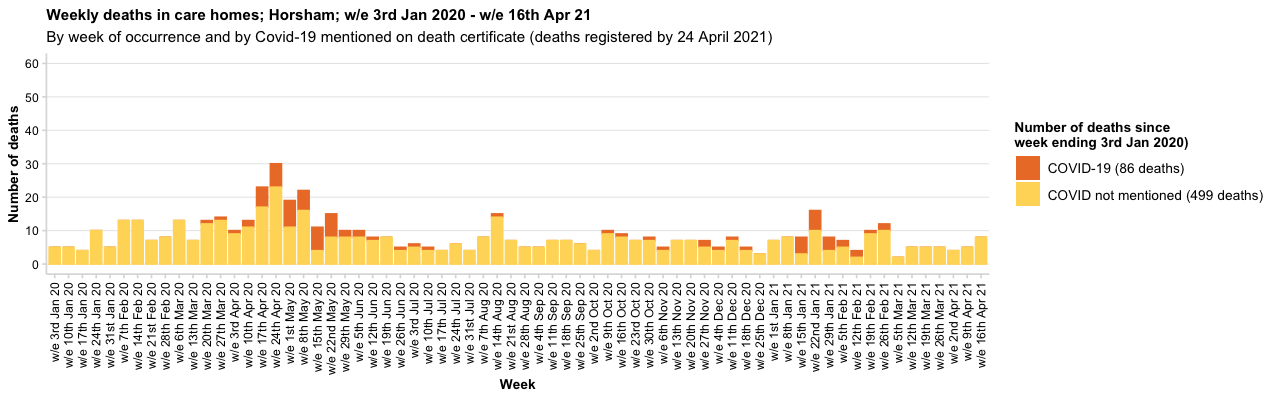 Weekly deaths in care homes; Horsham; w/e 3rd Jan 2020 - w/e 16th Apr 21
By week of occurrence and by Covid-19 mentioned on death certificate (deaths registered by 24 April 2021)
Number of deaths
60
50
40
30
20
10
0
w/e 3rd Jan 20
w/e 10th Jan 20
w/e 17th Jan 20
w/e 24th Jan 20
w/e 31st Jan 20
w/e 7th Feb 20
w/e 14th Feb 20
w/e 21st Feb 20
w/e 28th Feb 20
w/e 6th Mar 20
w/e 13th Mar 20
w/e 20th Mar 20
w/e 27th Mar 20
w/e 3rd Apr 20
w/e 10th Apr 20
w/e 17th Apr 20
w/e 24th Apr 20
w/e 1st May 20
w/e 8th May 20
w/e 15th May 20
w/e 22nd May 20
w/e 29th May 20
w/e 5th Jun 20
w/e 12th Jun 20
w/e 19th Jun 20
w/e 26th Jun 20
w/e 3rd Jul 20
w/e 10th Jul 20
w/e 17th Jul 20
w/e 24th Jul 20
w/e 31st Jul 20
w/e 7th Aug 20
w/e 14th Aug 20
w/e 21st Aug 20
w/e 28th Aug 20
w/e 4th Sep 20
w/e 11th Sep 20
w/e 18th Sep 20
w/e 25th Sep 20
w/e 2nd Oct 20
w/e 9th Oct 20
w/e 16th Oct 20
w/e 23rd Oct 20
w/e 30th Oct 20
w/e 6th Nov 20
w/e 13th Nov 20
w/e 20th Nov 20
w/e 27th Nov 20
w/e 4th Dec 20
w/e 11th Dec 20
w/e 18th Dec 20
w/e 25th Dec 20
w/e 1st Jan 21
w/e 8th Jan 21
w/e 15th Jan 21
w/e 22nd Jan 21
w/e 29th Jan 21
w/e 5th Feb 21
w/e 12th Feb 21
w/e 19th Feb 21
w/e 26th Feb 21
w/e 5th Mar 21
w/e 12th Mar 21
w/e 19th Mar 21
w/e 26th Mar 21
w/e 2nd Apr 21
w/e 9th Apr 21
w/e 16th Apr 21
Week
Number of deaths since
week ending 3rd Jan 2020)
COVID-19 (86 deaths)
COVID not mentioned (499 deaths)